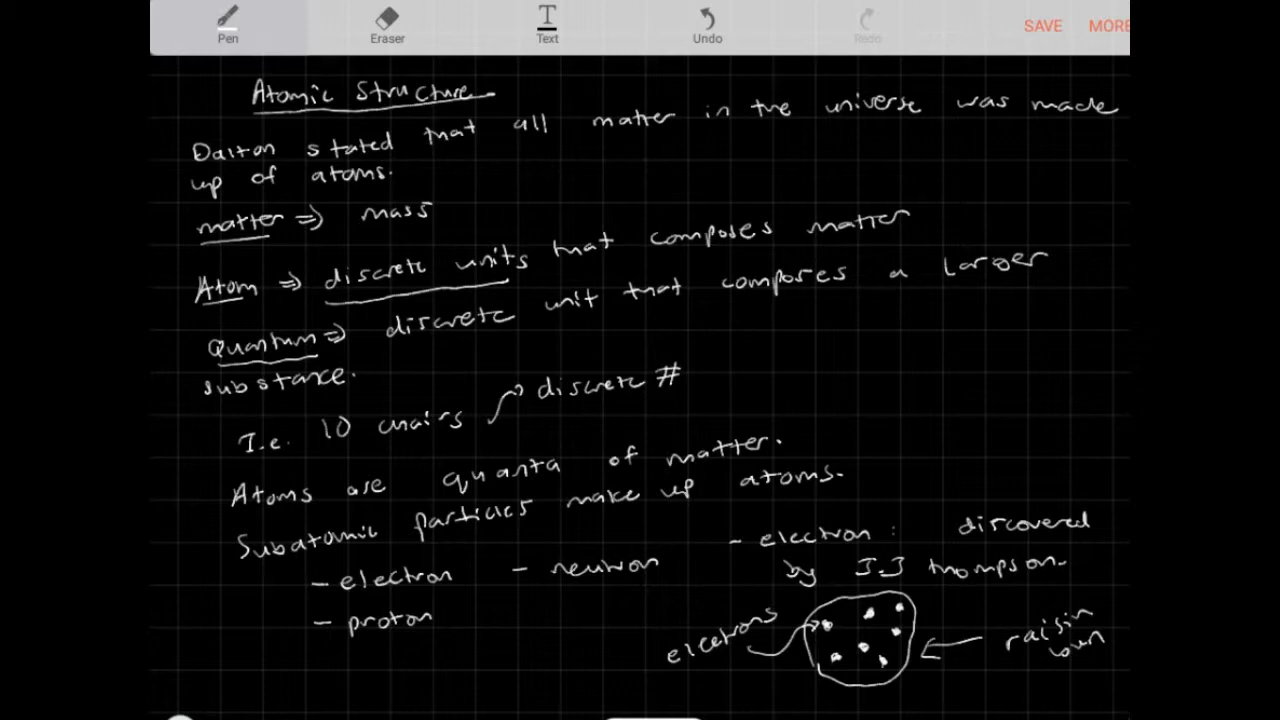 Pen Eraser Text Undo Redo SAVE MORE
Atomic Structure
Dalton stated that all matter in the universe was made
up of atoms.
matter => mass
Atom => discrete units that composes matter
Quantum => discrete unit that composes a larger
substance.
I.e. 10 chairs discrete #
Atoms are quanta of matter.
Subatomic particles make up atoms.
- electron - neutron
- proton
- electron : discovered
by J.J thompson.
electrons
raisin
bun